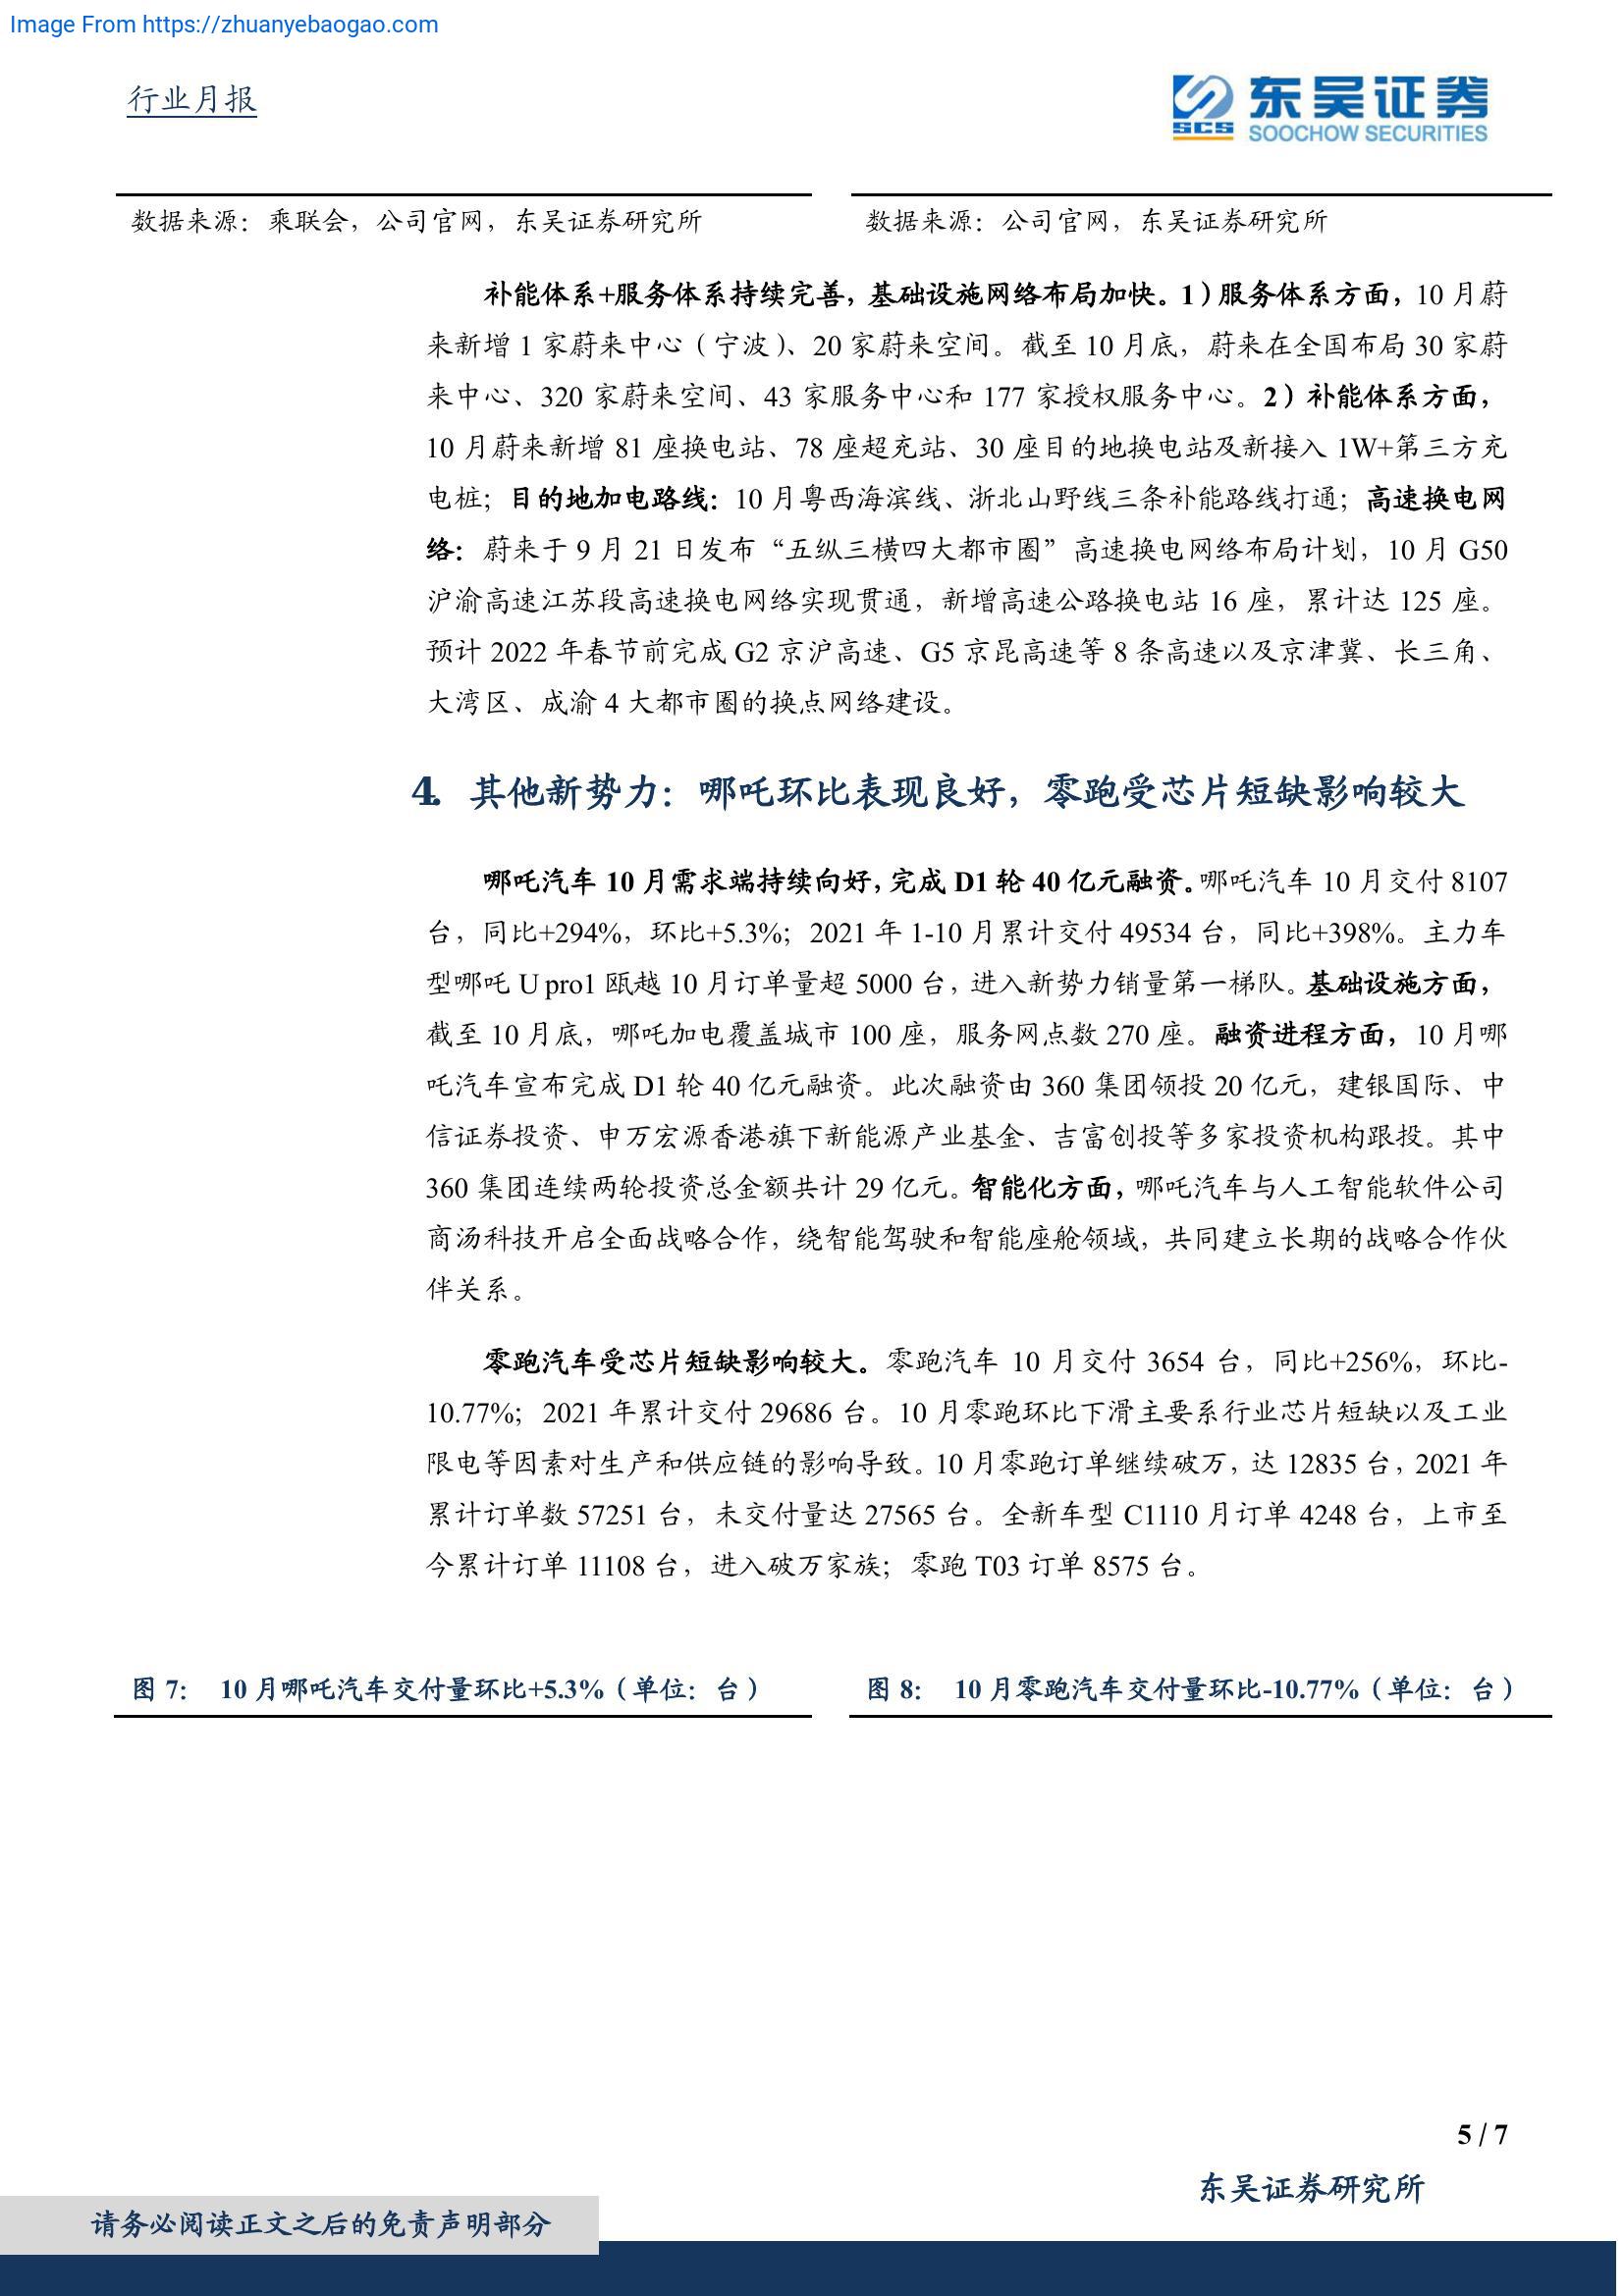 Image From https://zhuanyebaogao.com
行业月报
东吴证券
SCS
SOOCHOW SECURITIES
数据来源：乘联会，公司官网，东吴证券研究所
数据来源：公司官网，东吴证券研究所
补能体系+服务体系持续完善，基础设施网络布局加快。1）服务体系方面，10 月蔚
来新增 1 家蔚来中心（宁波）、20 家蔚来空间。截至 10 月底，蔚来在全国布局 30 家蔚
来中心、320 家蔚来空间、43 家服务中心和 177 家授权服务中心。2）补能体系方面，
10 月蔚来新增 81 座换电站、78 座超充站、30 座目的地换电站及新接入 1W+第三方充
电桩；目的地加电路线：10 月粤西海滨线、浙北山野线三条补能路线打通；高速换电网
络：蔚来于 9 月 21 日发布“五纵三横四大都市圈”高速换电网络布局计划，10 月 G50
沪渝高速江苏段高速换电网络实现贯通，新增高速公路换电站 16 座，累计达 125 座。
预计 2022 年春节前完成 G2 京沪高速、G5 京昆高速等 8 条高速以及京津冀、长三角、
大湾区、成渝 4 大都市圈的换点网络建设。
4. 其他新势力：哪吒环比表现良好，零跑受芯片短缺影响较大
哪吒汽车 10 月需求端持续向好，完成 D1 轮 40 亿元融资。哪吒汽车 10 月交付 8107
台，同比+294%，环比+5.3%；2021 年 1-10 月累计交付 49534 台，同比+398%。主力车
型哪吒 U pro1 瓯越 10 月订单量超 5000 台，进入新势力销量第一梯队。基础设施方面，
截至 10 月底，哪吒加电覆盖城市 100 座，服务网点数 270 座。融资进程方面，10 月哪
吒汽车宣布完成 D1 轮 40 亿元融资。此次融资由 360 集团领投 20 亿元，建银国际、中
信证券投资、申万宏源香港旗下新能源产业基金、吉富创投等多家投资机构跟投。其中
360 集团连续两轮投资总金额共计 29 亿元。智能化方面，哪吒汽车与人工智能软件公司
商汤科技开启全面战略合作，绕智能驾驶和智能座舱领域，共同建立长期的战略合作伙
伴关系。
零跑汽车受芯片短缺影响较大。零跑汽车 10 月交付 3654 台，同比+256%，环比-
10.77%；2021 年累计交付 29686 台。10 月零跑环比下滑主要系行业芯片短缺以及工业
限电等因素对生产和供应链的影响导致。10 月零跑订单继续破万，达 12835 台，2021 年
累计订单数 57251 台，未交付量达 27565 台。全新车型 C1110 月订单 4248 台，上市至
今累计订单 11108 台，进入破万家族；零跑 T03 订单 8575 台。
图 7： 10 月哪吒汽车交付量环比+5.3%（单位：台）
图 8： 10 月零跑汽车交付量环比-10.77%（单位：台）
5 / 7
东吴证券研究所
请务必阅读正文之后的免责声明部分